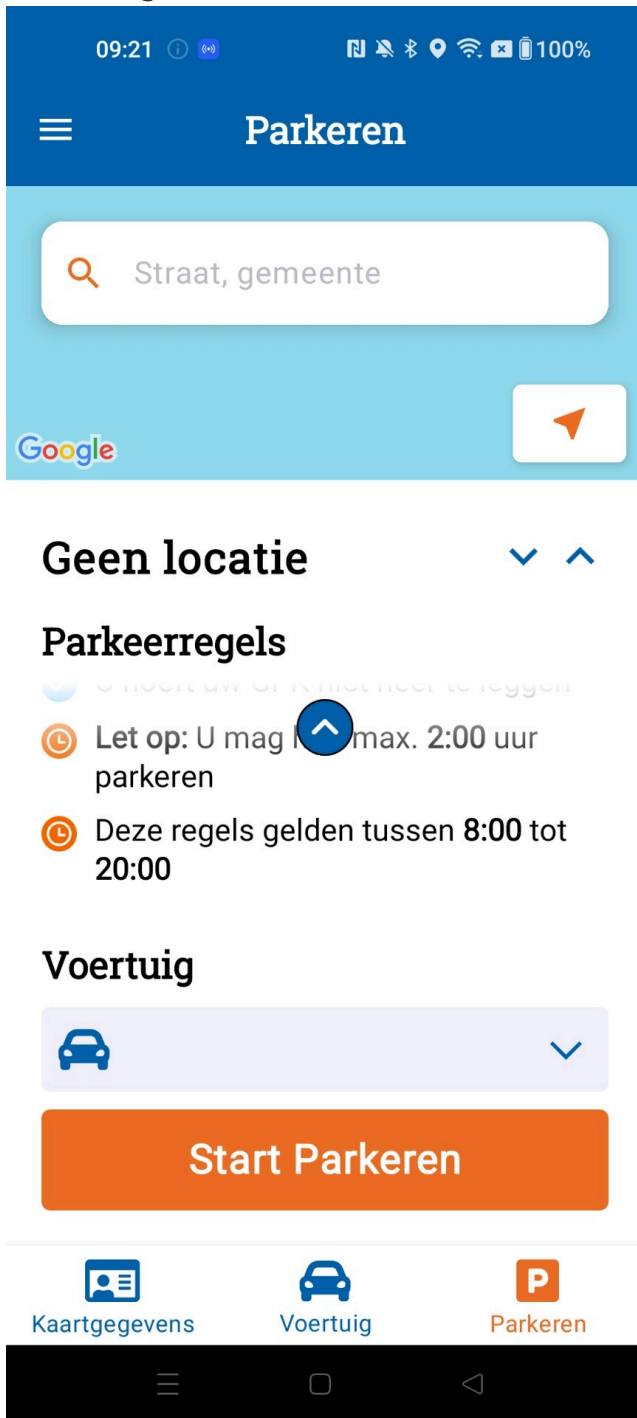 09:21
100%
Parkeren
Straat, gemeente
Google
Geen locatie
Parkeerregels
Let op: U mag max. 2:00 uur
parkeren
Deze regels gelden tussen 8:00 tot
20:00
Voertuig
Start Parkeren
P
Kaartgegevens
Voertuig
Parkeren